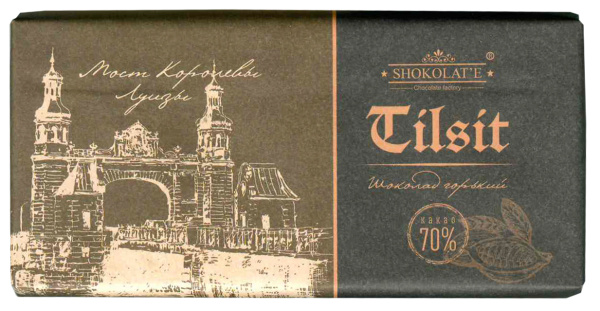 Мост Королевы
Луизы
SHOKOLAT'E ®
Chocolate factory
Tilsit
Шоколад горький
какао
70%